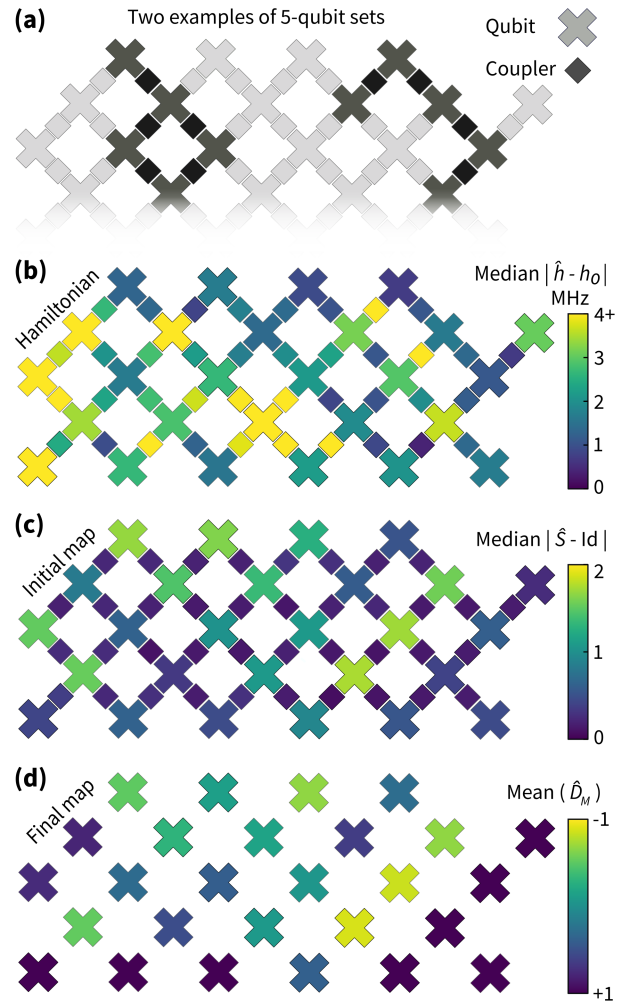 (a)
Two examples of 5-qubit sets
Qubit
Coupler
(b)
Hamiltonian
Median | ĥ - h₀|
MHz
4+
3
2
1
0
(c)
Initial map
Median | Ŝ - Id |
2
1
0
(d)
Final map
Mean ( D̂_M )
-1
+1